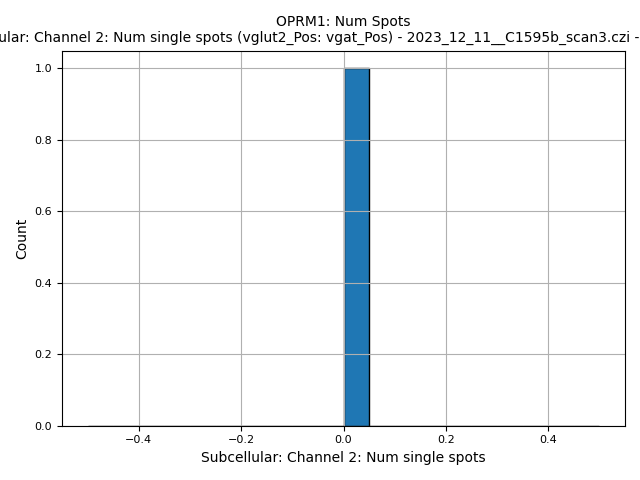 OPRM1: Num Spots
ular: Channel 2: Num single spots (vglut2_Pos: vgat_Pos) - 2023_12_11__C1595b_scan3.czi -
1.0
0.8
0.6
0.4
0.2
0.0
Count
−0.4 −0.2 0.0 0.2 0.4
Subcellular: Channel 2: Num single spots